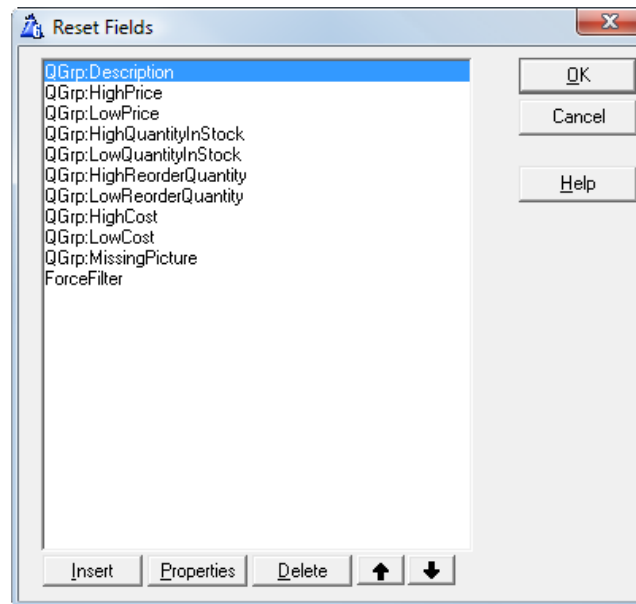 Reset Fields
QGrp:Description
QGrp:HighPrice
QGrp:LowPrice
QGrp:HighQuantityInStock
QGrp:LowQuantityInStock
QGrp:HighReorderQuantity
QGrp:LowReorderQuantity
QGrp:HighCost
QGrp:LowCost
QGrp:MissingPicture
ForceFilter
OK
Cancel
Help
Insert Properties Delete